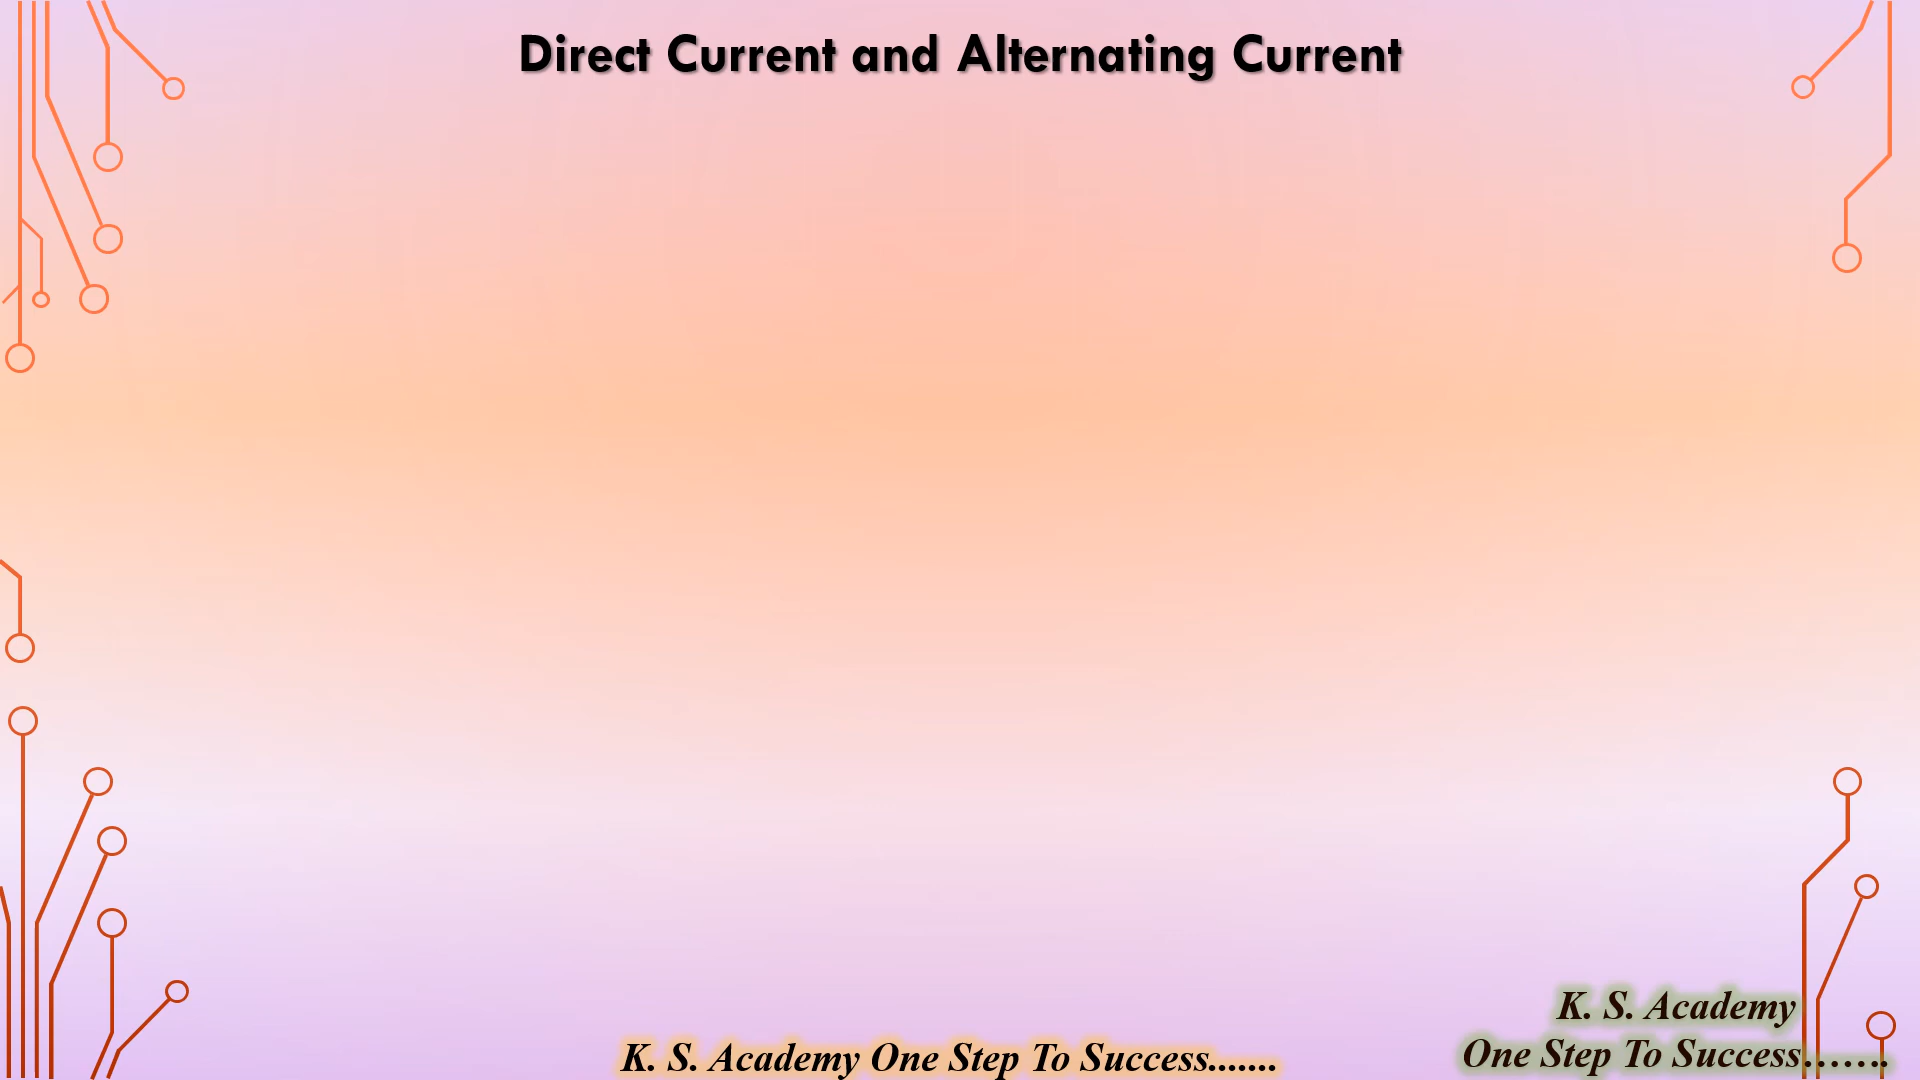 Direct Current and Alternating Current
K. S. Academy
One Step To Success…….
K. S. Academy One Step To Success.......